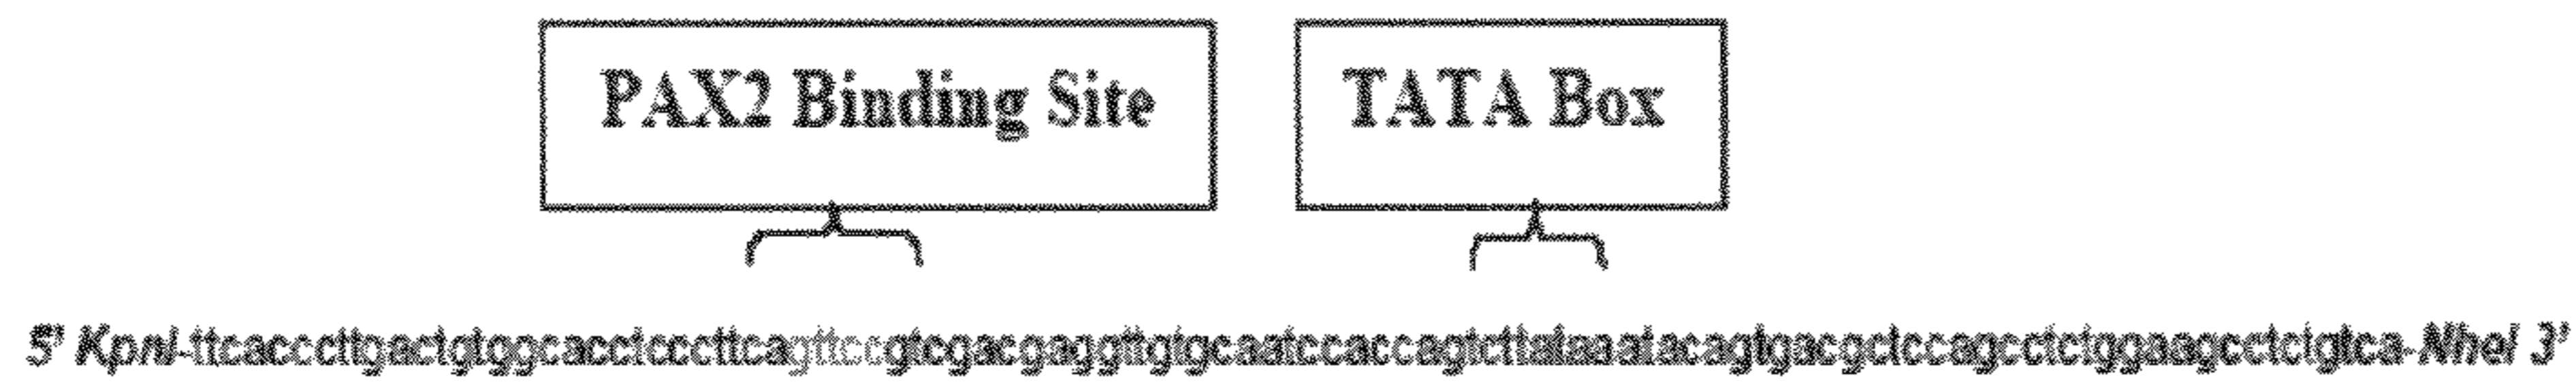 PAX2 Binding Site
TATA Box
5' KpnI-ttcacccttgactgtggcacctcccttcagttccgtcgacgaggttgtgcaatccaccagtcttataaatacagtgacgctccagcctctggaagcctctgtca-NheI 3'